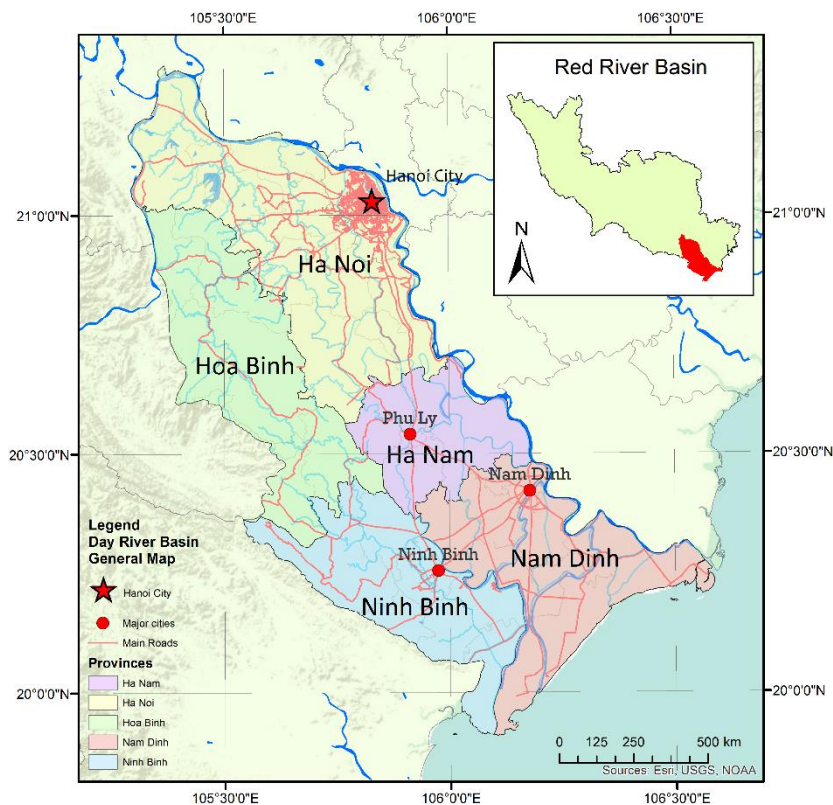 105°30'0"E
106°0'0"E
106°30'0"E
Red River Basin
N
Hanoi City
21°0'0"N
21°0'0"N
Ha Noi
Hoa Binh
Phu Ly
Ha Nam
20°30'0"N
20°30'0"N
Nam Dinh
Legend
Day River Basin
General Map
Ninh Binh
Nam Dinh
Hanoi City
Ninh Binh
Major cities
Main Roads
Provinces
Ha Nam
20°0'0"N
20°0'0"N
Ha Noi
Hoa Binh
Nam Dinh
Ninh Binh
0 125 250 500 km
Sources: Esri, USGS, NOAA
105°30'0"E
106°0'0"E
106°30'0"E